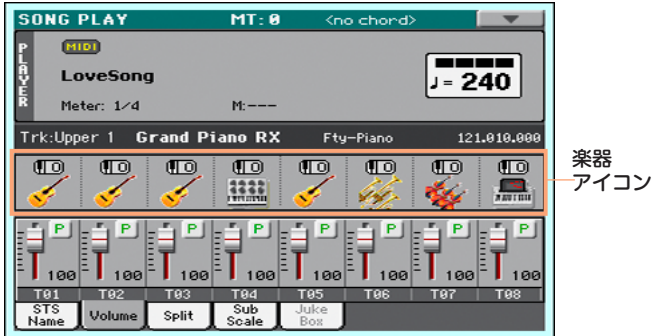 SONG PLAY MT: 0 <no chord>
PLAYER
MIDI
LoveSong
♩= 240
Meter: 1/4 M:---
Trk:Upper 1 Grand Piano RX Fty-Piano 121.010.000
楽器
アイコン
P P P P P P P P
100 100 100 100 100 100 100 100
T01 T02 T03 T04 T05 T06 T07 T08
STS Name Volume Split Sub Scale Juke Box